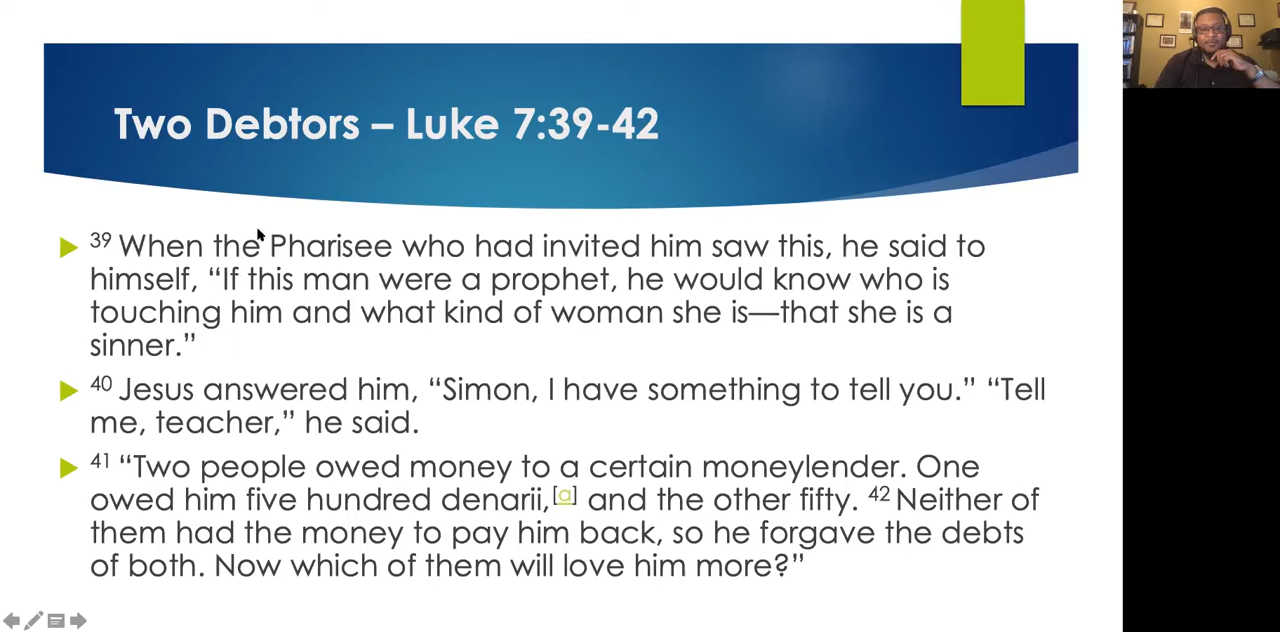 Two Debtors – Luke 7:39-42
39 When the Pharisee who had invited him saw this, he said to
himself, “If this man were a prophet, he would know who is
touching him and what kind of woman she is—that she is a
sinner.”
40 Jesus answered him, “Simon, I have something to tell you.” “Tell
me, teacher,” he said.
41 “Two people owed money to a certain moneylender. One
owed him five hundred denarii,[a] and the other fifty. 42 Neither of
them had the money to pay him back, so he forgave the debts
of both. Now which of them will love him more?”